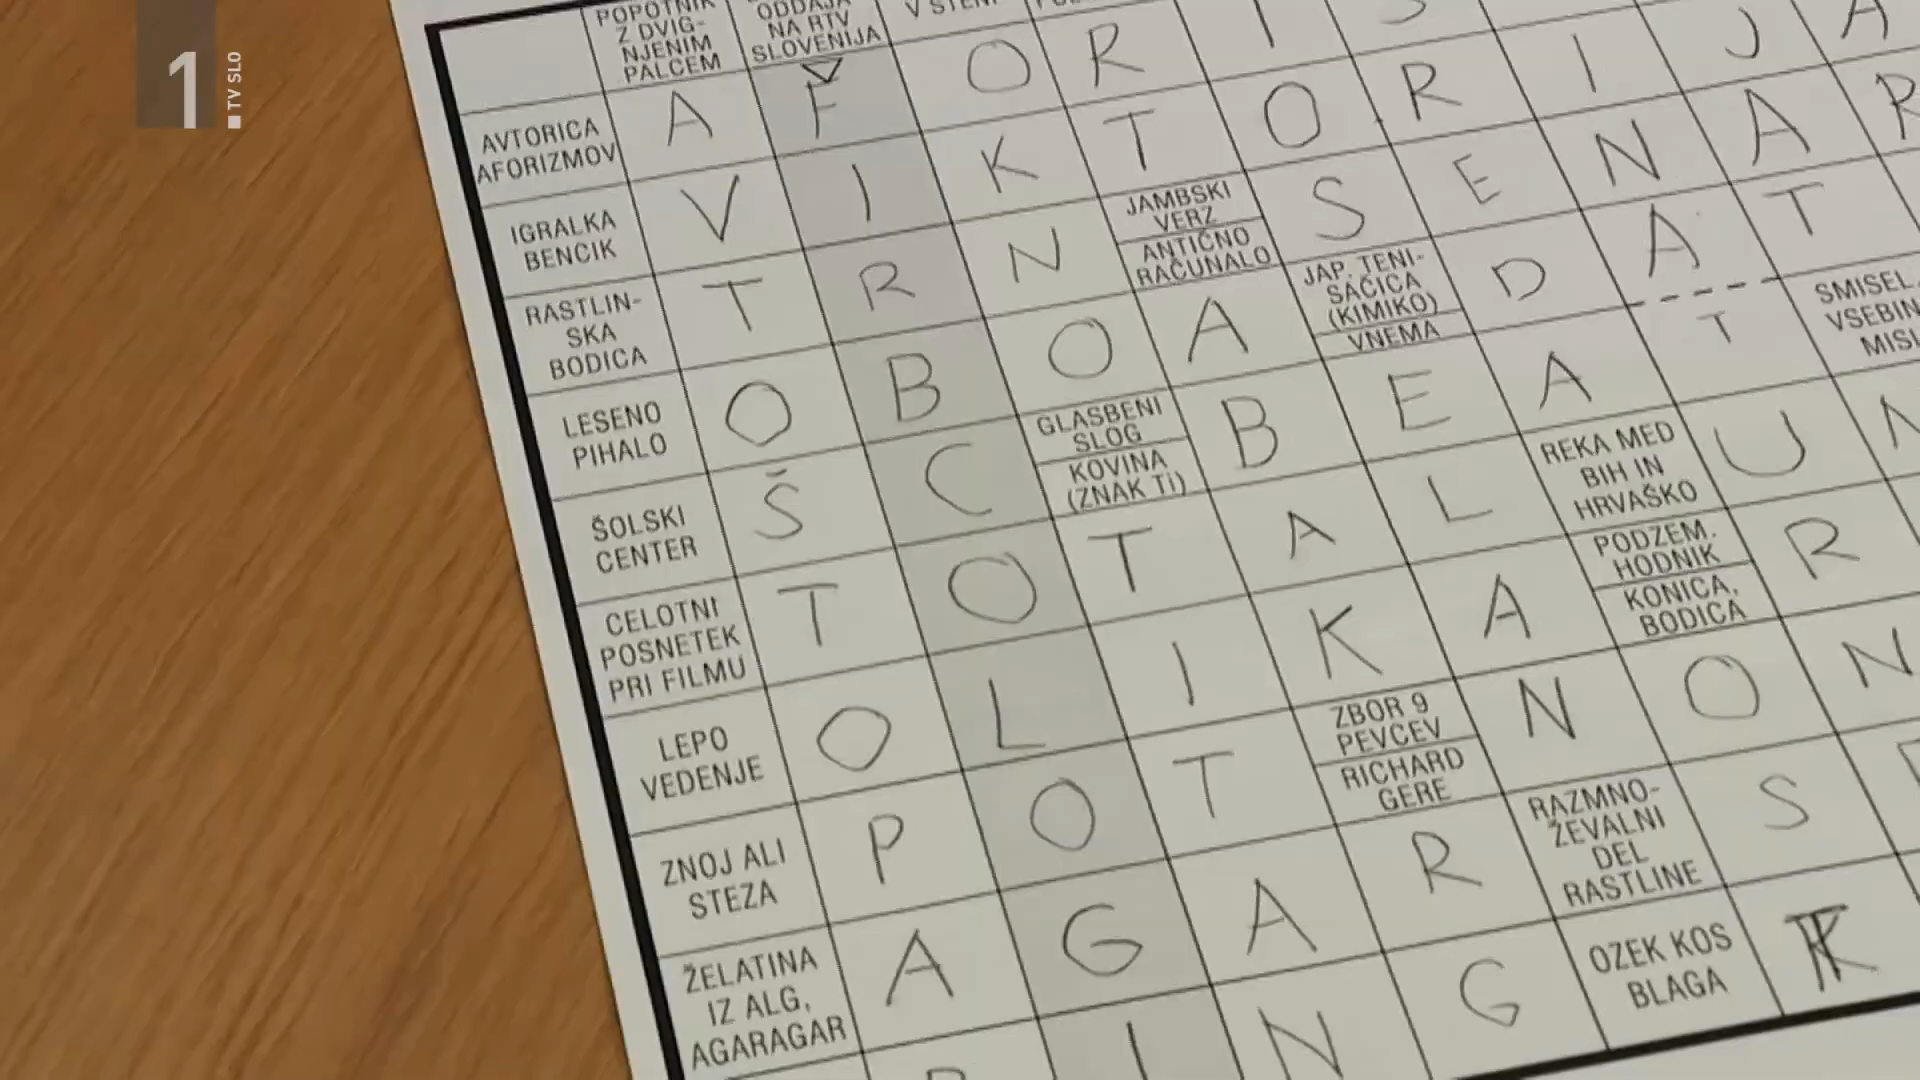 1
TV SLO
POPOTNIK
Z DVIG-
NJENIM
PALCEM
ODDAJA
NA RTV
SLOVENIJA
V STENI
AVTORICA
AFORIZMOV
A F O R I S
IGRALKA
BENCIK
V I K T O R I J A
RASTLIN-
SKA
BODICA
T R N
JAMBSKI
VERZ
ANTIČNO
RAČUNALO
S E N A R
LESENO
PIHALO
O B O A
JAP. TENI-
SAČICA
(KIMIKO)
VNEMA
D A T
ŠOLSKI
CENTER
Š C
GLASBENI
SLOG
KOVINA
(ZNAK Ti)
B E A T
SMISEL,
CELOTNI
POSNETEK
PRI FILMU
T O T A L
REKA MED
BIH IN
HRVAŠKO
U N
LEPO
VEDENJE
O L I K A
PODZEM.
HODNIK
KONICA,
BODICA
R
ZNOJ ALI
STEZA
P O T
ZBOR 9
PEVCEV
RICHARD
GERE
N O N
ŽELATINA
IZ ALG,
AGARAGAR
A G A R
RAZMNO-
ŽEVALNI
DEL
RASTLINE
S
I N G
OZEK KOS
BLAGA